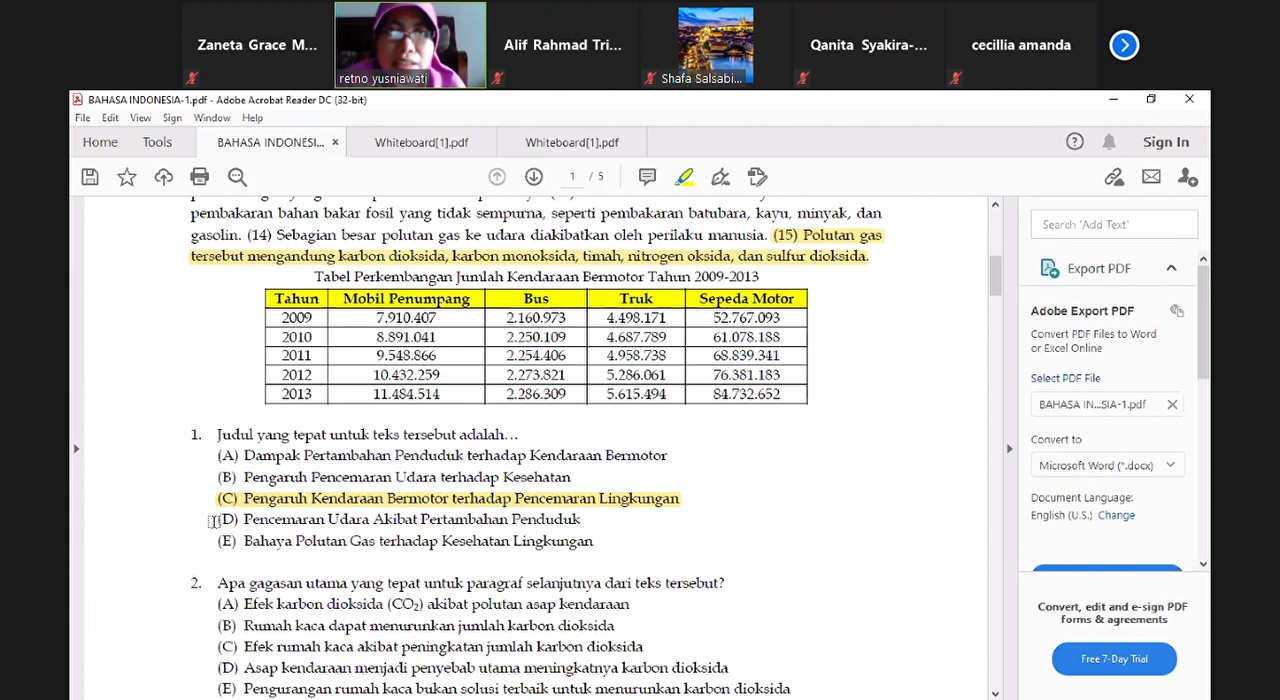 Zaneta Grace M...
retno yusniawati
Alif Rahmad Tri...
Shafa Salsabi...
Qanita Syakira-...
cecillia amanda
BAHASA INDONESIA-1.pdf - Adobe Acrobat Reader DC (32-bit)
File Edit View Sign Window Help
Home Tools BAHASA INDONESI... × Whiteboard[1].pdf Whiteboard[1].pdf Sign In
1 / 5
pembakaran bahan bakar fosil yang tidak sempurna, seperti pembakaran batubara, kayu, minyak, dan
gasolin. (14) Sebagian besar polutan gas ke udara diakibatkan oleh perilaku manusia. (15) Polutan gas
tersebut mengandung karbon dioksida, karbon monoksida, timah, nitrogen oksida, dan sulfur dioksida.
Tabel Perkembangan Jumlah Kendaraan Bermotor Tahun 2009-2013
Tahun Mobil Penumpang Bus Truk Sepeda Motor
2009 7.910.407 2.160.973 4.498.171 52.767.093
2010 8.891.041 2.250.109 4.687.789 61.078.188
2011 9.548.866 2.254.406 4.958.738 68.839.341
2012 10.432.259 2.273.821 5.286.061 76.381.183
2013 11.484.514 2.286.309 5.615.494 84.732.652
1. Judul yang tepat untuk teks tersebut adalah...
(A) Dampak Pertambahan Penduduk terhadap Kendaraan Bermotor
(B) Pengaruh Pencemaran Udara terhadap Kesehatan
(C) Pengaruh Kendaraan Bermotor terhadap Pencemaran Lingkungan
(D) Pencemaran Udara Akibat Pertambahan Penduduk
(E) Bahaya Polutan Gas terhadap Kesehatan Lingkungan
2. Apa gagasan utama yang tepat untuk paragraf selanjutnya dari teks tersebut?
(A) Efek karbon dioksida (CO₂) akibat polutan asap kendaraan
(B) Rumah kaca dapat menurunkan jumlah karbon dioksida
(C) Efek rumah kaca akibat peningkatan jumlah karbon dioksida
(D) Asap kendaraan menjadi penyebab utama meningkatnya karbon dioksida
(E) Pengurangan rumah kaca bukan solusi terbaik untuk menurunkan karbon dioksida
Search 'Add Text'
Export PDF
Adobe Export PDF
Convert PDF Files to Word
or Excel Online
Select PDF File
BAHASA IN...SIA-1.pdf
Convert to
Microsoft Word (*.docx)
Document Language:
English (U.S.) Change
Convert, edit and e-sign PDF
forms & agreements
Free 7-Day Trial